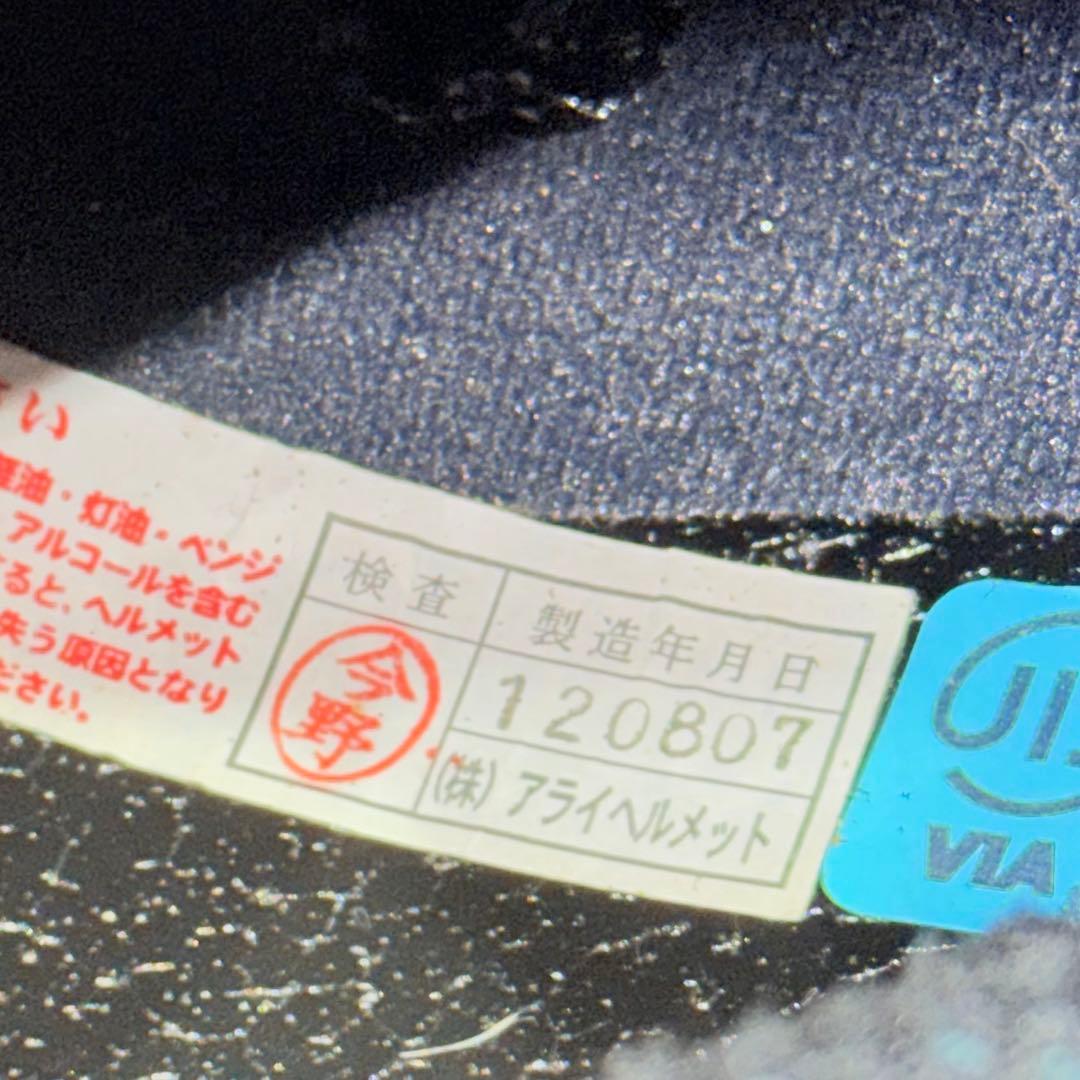 い
油・灯油・ベンジ
アルコールを含む
ると、ヘルメット
失う原因となり
ださい。
検査
製造年月日
今野
120807
(株)アライヘルメット
JIS
VIA